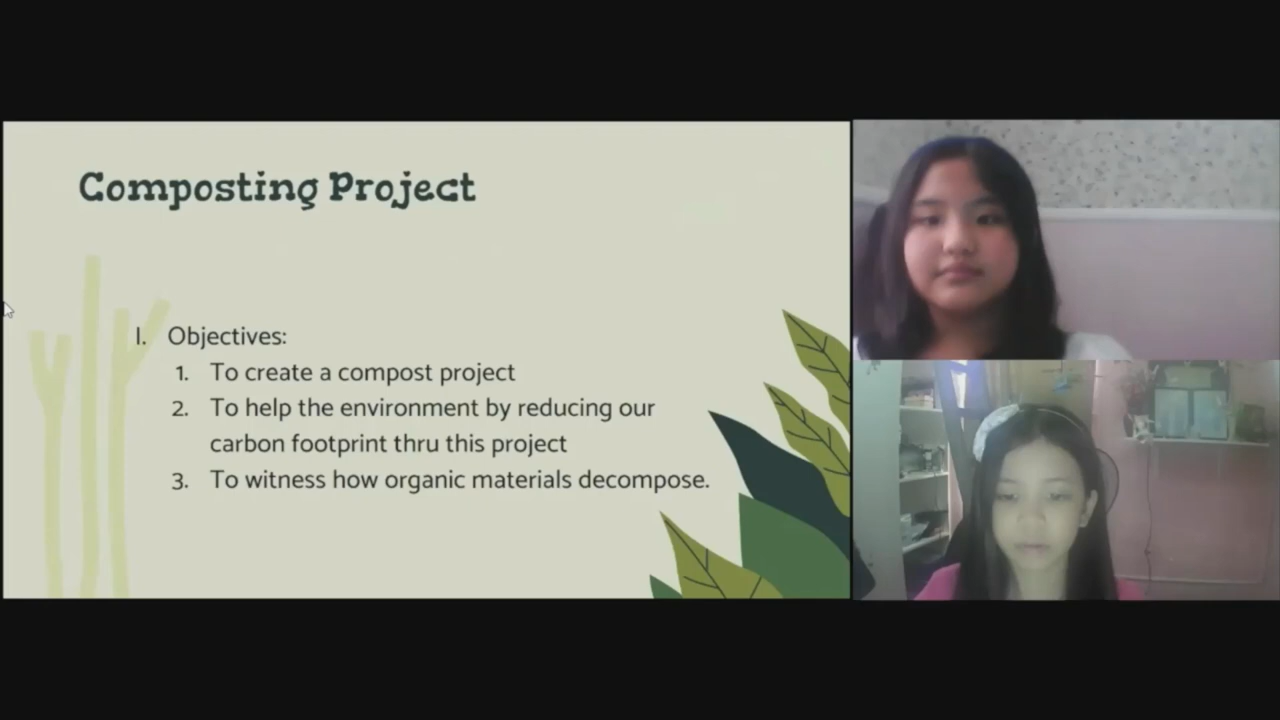 Composting Project
I. Objectives:
1. To create a compost project
2. To help the environment by reducing our
carbon footprint thru this project
3. To witness how organic materials decompose.